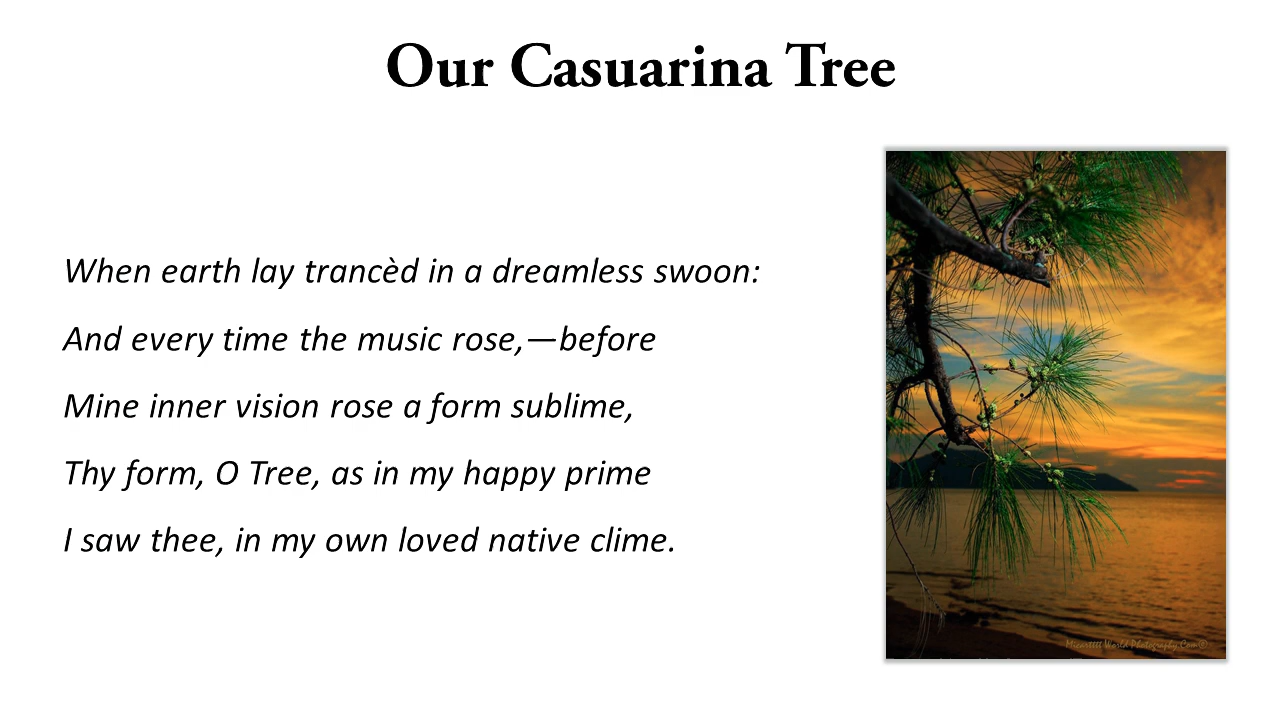 Our Casuarina Tree
When earth lay trancèd in a dreamless swoon:
And every time the music rose,—before
Mine inner vision rose a form sublime,
Thy form, O Tree, as in my happy prime
I saw thee, in my own loved native clime.